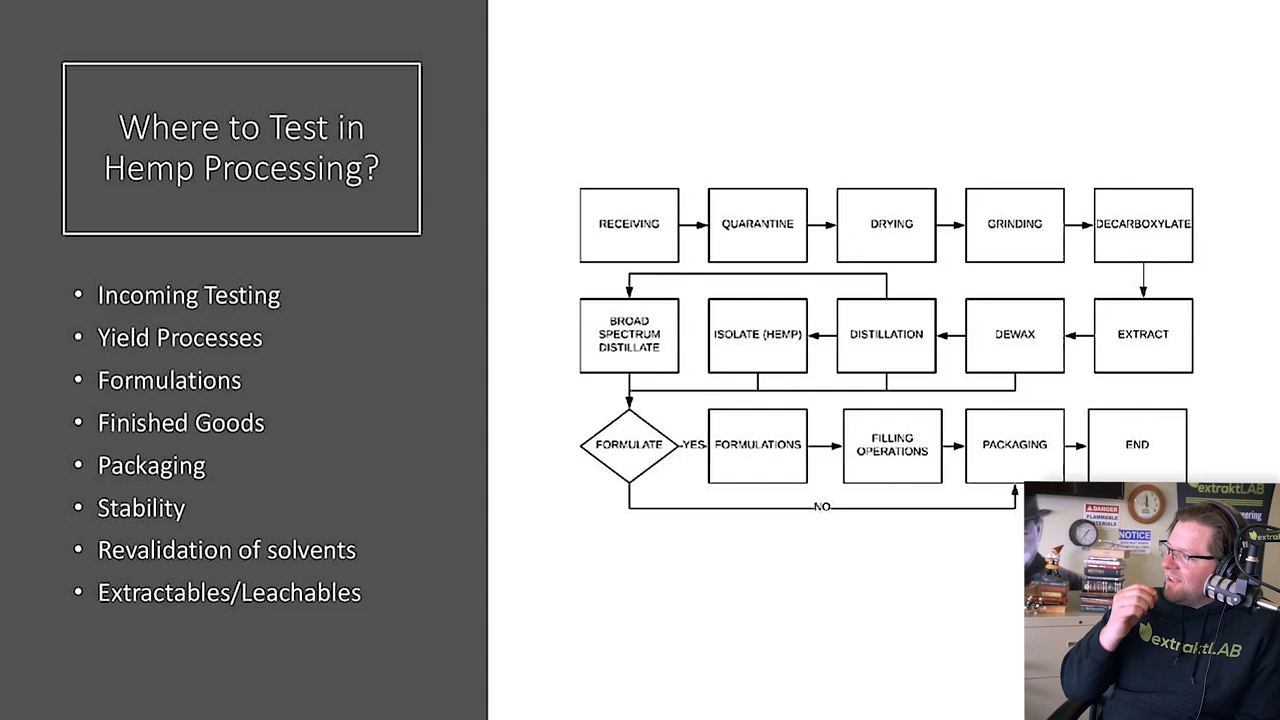 Where to Test in
Hemp Processing?
• Incoming Testing
• Yield Processes
• Formulations
• Finished Goods
• Packaging
• Stability
• Revalidation of solvents
• Extractables/Leachables
RECEIVING
QUARANTINE
DRYING
GRINDING
DECARBOXYLATE
BROAD
SPECTRUM
DISTILLATE
ISOLATE (HEMP)
DISTILLATION
DEWAX
EXTRACT
FORMULATE
YES
FORMULATIONS
FILLING
OPERATIONS
PACKAGING
END
NO
extraktLAB
DANGER
FLAMMABLE
NOTICE
extraktLAB